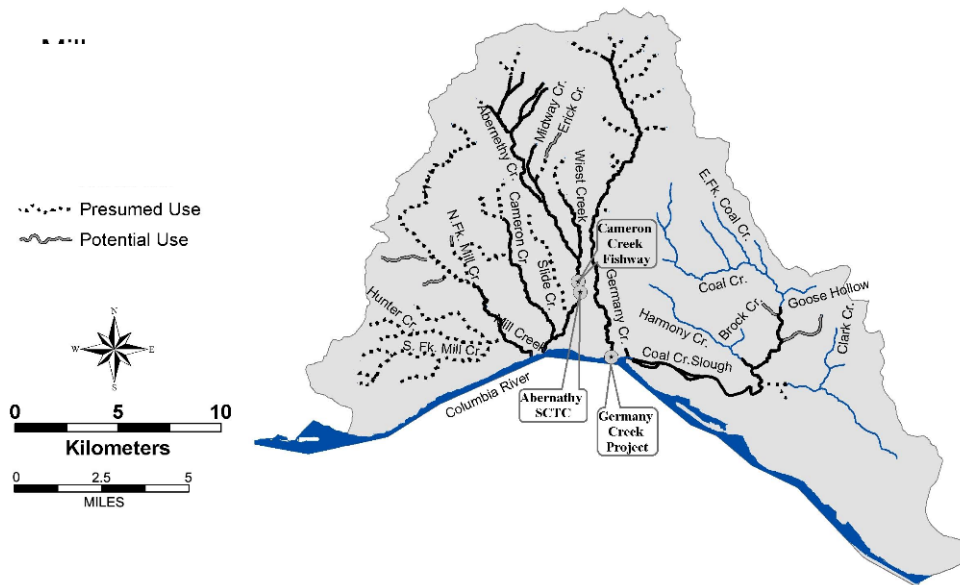 Presumed Use
Potential Use
N
W
E
S
0 5 10
Kilometers
0 2.5 5
MILES
Abernethy Cr.
Midway Cr.
Erick Cr.
Wiest Creek
Cameron Cr
Slide Cr.
N.Fk. Mill Cr.
Hunter Cr.
S. Fk. Mill Cr.
Mill Creek
Columbia River
Cameron
Creek
Fishway
Germany Cr.
Abernathy
SCTC
Germany
Creek
Project
E.Fk. Coal Cr.
Coal Cr.
Goose Hollow
Brock Cr.
Clark Cr.
Harmony Cr.
Coal Cr.Slough